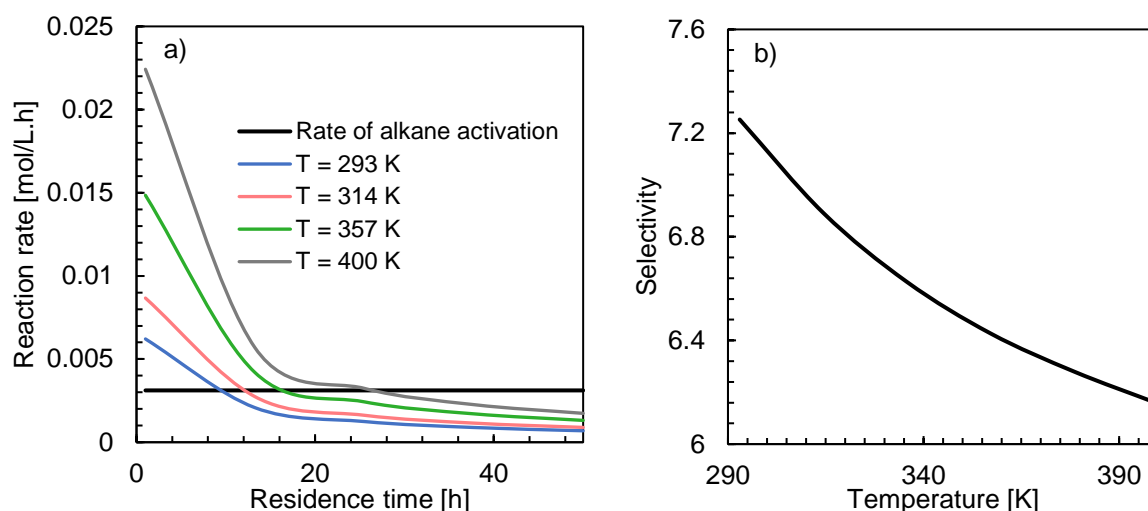 a)
Reaction rate [mol/L.h]
0.025
0.02
0.015
0.01
0.005
0
Rate of alkane activation
T = 293 K
T = 314 K
T = 357 K
T = 400 K
0
20
40
Residence time [h]
b)
Selectivity
7.6
7.2
6.8
6.4
6
290
340
390
Temperature [K]